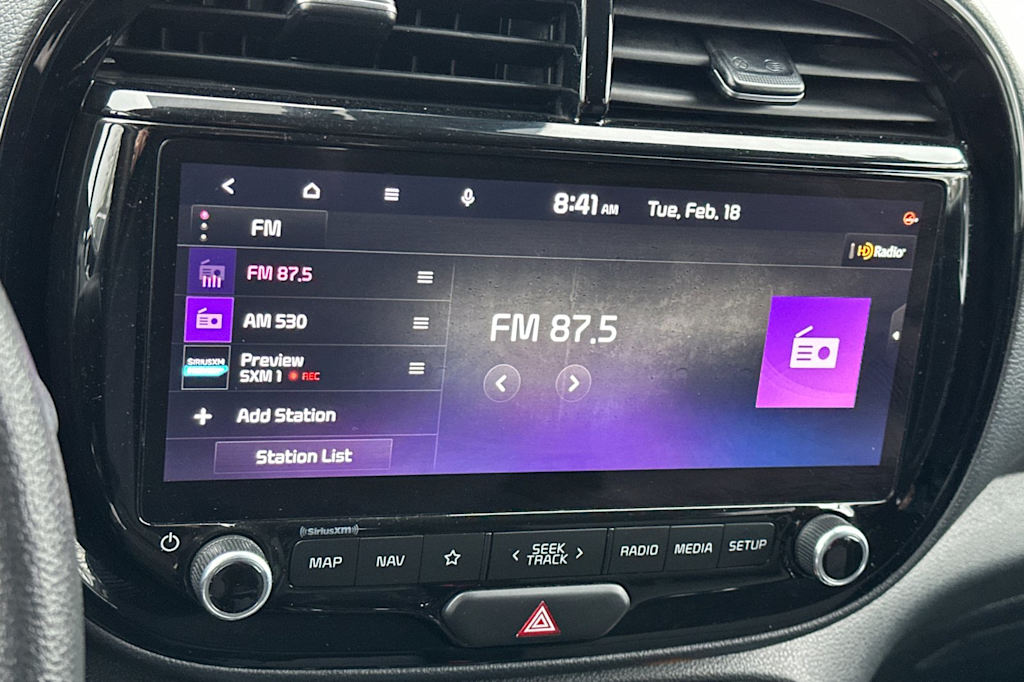 8:41 AM
Tue, Feb. 18
FM
HD Radio
FM 87.5
AM 530
FM 87.5
SIRIUSXM
Preview
SXM 1 REC
Add Station
Station List
((SiriusXM))
MAP
NAV
< SEEK >
TRACK
RADIO
MEDIA
SETUP